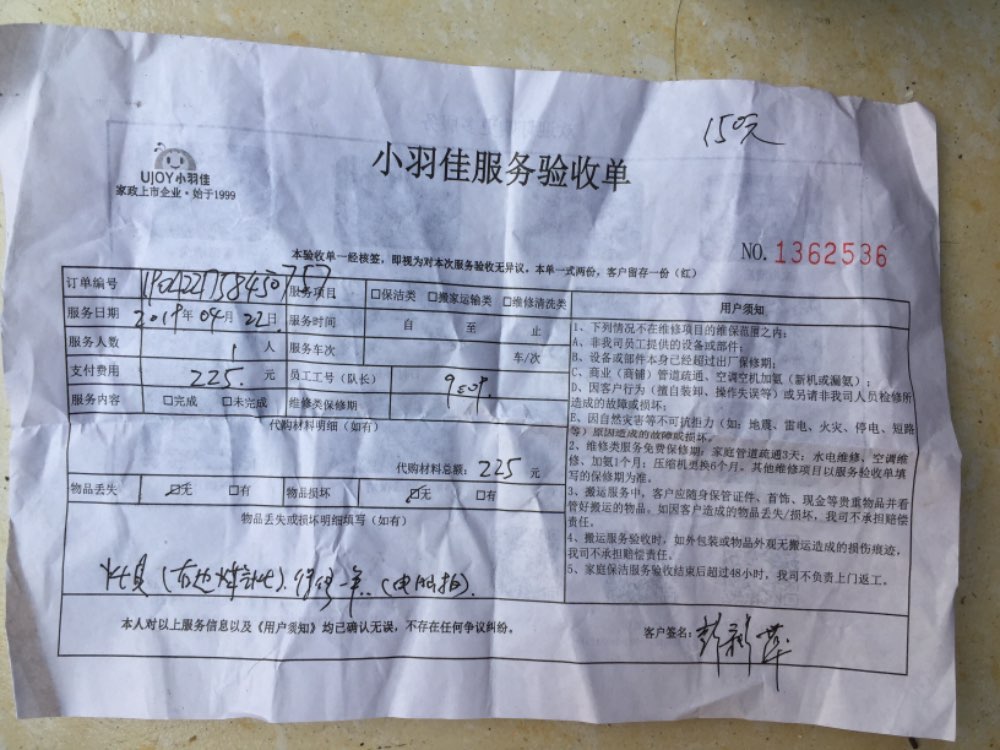 150元
UJOY小羽佳
家政上市企业·始于1999
小羽佳服务验收单
NO.1362536
本验收单一经核签，即视为对本次服务验收无异议。本单一式两份，客户留存一份（红）
订单编号 服务项目 □保洁类 □搬家运输类 □维修清洗类
服务日期 2019年04月22日 服务时间 自 至 止
服务人数 1 人 服务车次 车/次
支付费用 225. 元 员工工号（队长）
服务内容 □完成 □未完成 维修类保修期
代购材料明细（如有）
代购材料总额：225 元
物品丢失 ☑无 □有 物品损坏 ☑无 □有
物品丢失或损坏明细填写（如有）
保修一年.
本人对以上服务信息以及《用户须知》均已确认无误，不存在任何争议纠纷。
用户须知
1、下列情况不在维修项目的维保范围之内：
A、非我司员工提供的设备或部件；
B、设备或部件本身已经超过出厂保修期；
C、商业（商铺）管道疏通、空调空机加氨（新机或漏氨）；
D、因客户行为（擅自装卸、操作失误等）或另请非我司人员检修所
造成的故障或损坏；
E、因自然灾害等不可抗拒力（如：地震、雷电、火灾、停电、短路
等）原因造成的故障或损坏。
2、维修类服务免费保修期：家庭管道疏通3天；水电维修、空调维
修、加氨1个月；压缩机更换6个月。其他维修项目以服务验收单填
写的保修期为准。
3、搬运服务中，客户应随身保管证件、首饰、现金等贵重物品并看
管好搬运的物品。如因客户造成的物品丢失/损坏，我司不承担赔偿
责任。
4、搬运服务验收时，如外包装或物品外观无搬运造成的损伤痕迹，
我司不承担赔偿责任。
5、家庭保洁服务验收结束后超过48小时，我司不负责上门返工。
客户签名：